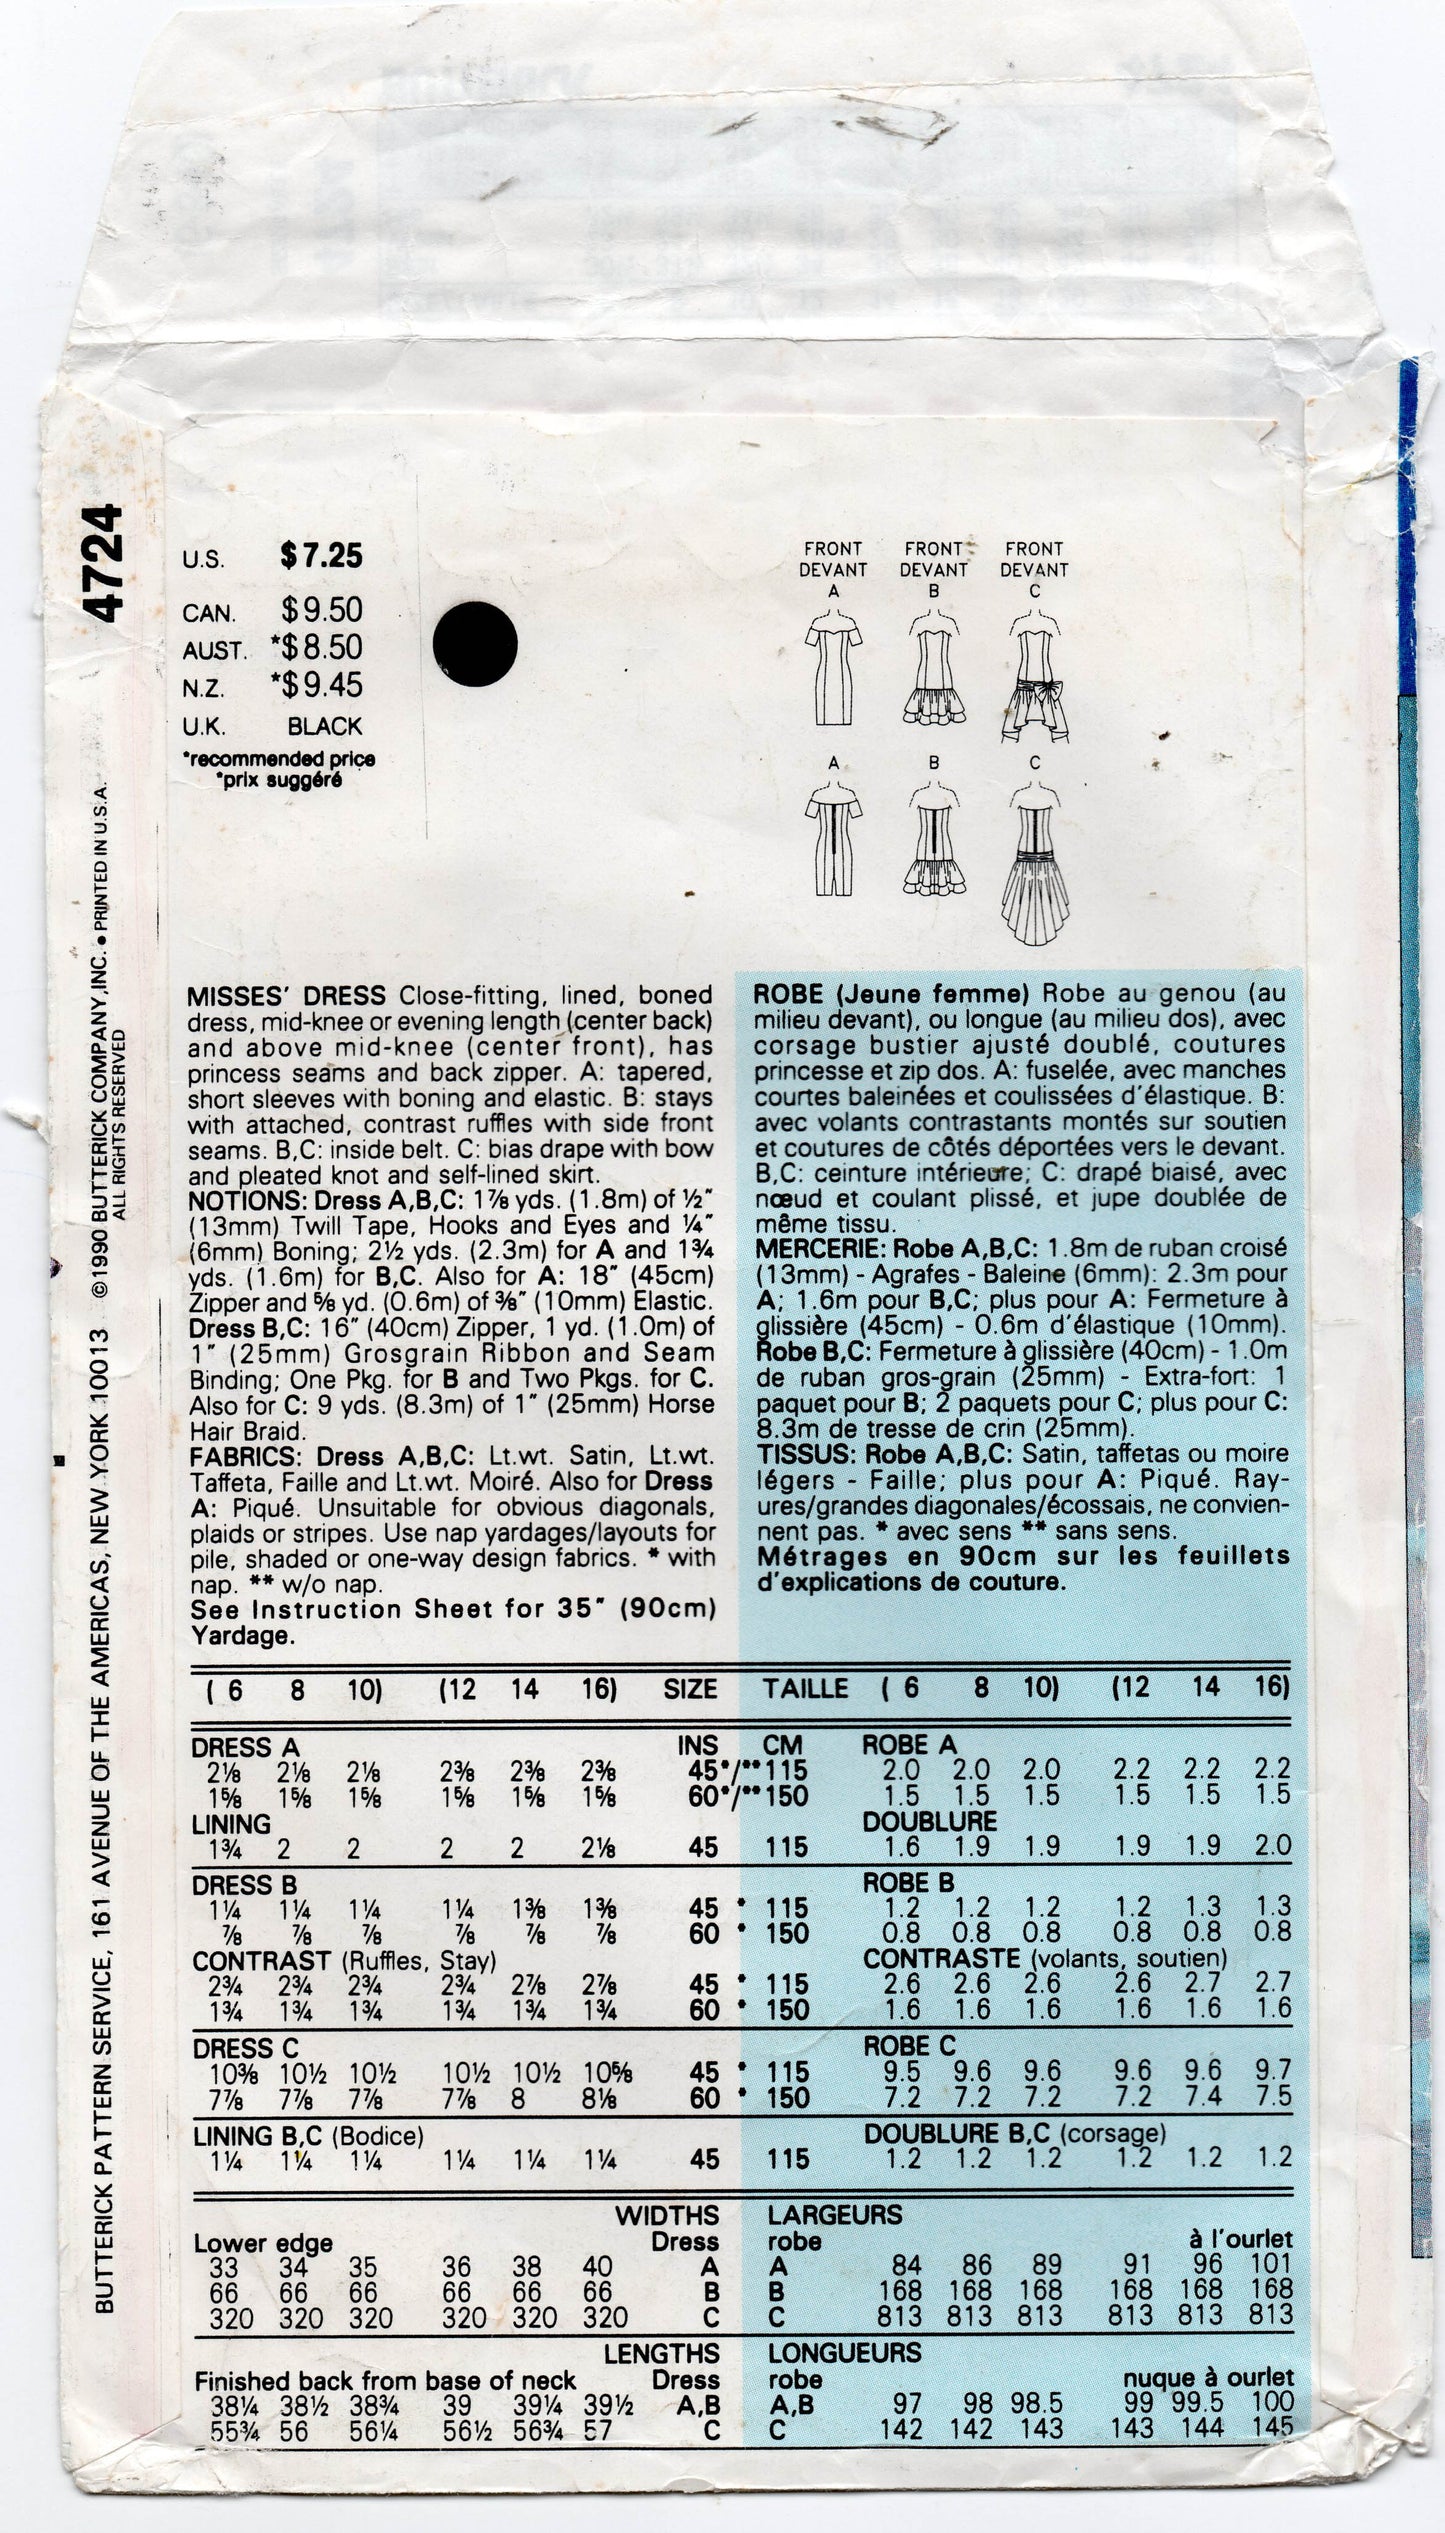 4724
BUTTERICK PATTERN SERVICE, 161 AVENUE OF THE AMERICAS, NEW YORK 10013 ©1990 BUTTERICK COMPANY, INC. • PRINTED IN U.S.A.
ALL RIGHTS RESERVED
U.S. $7.25
CAN. $9.50
AUST. *$8.50
N.Z. *$9.45
U.K. BLACK
*recommended price
*prix suggéré
FRONT FRONT FRONT
DEVANT DEVANT DEVANT
A B C
A B C
MISSES' DRESS Close-fitting, lined, boned
dress, mid-knee or evening length (center back)
and above mid-knee (center front), has
princess seams and back zipper. A: tapered,
short sleeves with boning and elastic. B: stays
with attached, contrast ruffles with side front
seams. B,C: inside belt. C: bias drape with bow
and pleated knot and self-lined skirt.
NOTIONS: Dress A,B,C: 1⅞ yds. (1.8m) of ½"
(13mm) Twill Tape, Hooks and Eyes and ¼"
(6mm) Boning; 2½ yds. (2.3m) for A and 1¾
yds. (1.6m) for B,C. Also for A: 18" (45cm)
Zipper and ⅝ yd. (0.6m) of ⅜" (10mm) Elastic.
Dress B,C: 16" (40cm) Zipper, 1 yd. (1.0m) of
1" (25mm) Grosgrain Ribbon and Seam
Binding; One Pkg. for B and Two Pkgs. for C.
Also for C: 9 yds. (8.3m) of 1" (25mm) Horse
Hair Braid.
FABRICS: Dress A,B,C: Lt.wt. Satin, Lt.wt.
Taffeta, Faille and Lt.wt. Moiré. Also for Dress
A: Piqué. Unsuitable for obvious diagonals,
plaids or stripes. Use nap yardages/layouts for
pile, shaded or one-way design fabrics. * with
nap. ** w/o nap.
See Instruction Sheet for 35" (90cm)
Yardage.
ROBE (Jeune femme) Robe au genou (au
milieu devant), ou longue (au milieu dos), avec
corsage bustier ajusté doublé, coutures
princesse et zip dos. A: fuselée, avec manches
courtes baleinées et coulissées d'élastique. B:
avec volants contrastants montés sur soutien
et coutures de côtés déportées vers le devant.
B,C: ceinture intérieure; C: drapé biaisé, avec
nœud et coulant plissé, et jupe doublée de
même tissu.
MERCERIE: Robe A,B,C: 1.8m de ruban croisé
(13mm) - Agrafes - Baleine (6mm): 2.3m pour
A; 1.6m pour B,C; plus pour A: Fermeture à
glissière (45cm) - 0.6m d'élastique (10mm).
Robe B,C: Fermeture à glissière (40cm) - 1.0m
de ruban gros-grain (25mm) - Extra-fort: 1
paquet pour B; 2 paquets pour C; plus pour C:
8.3m de tresse de crin (25mm).
TISSUS: Robe A,B,C: Satin, taffetas ou moire
légers - Faille; plus pour A: Piqué. Ray-
ures/grandes diagonales/écossais, ne convien-
nent pas. * avec sens ** sans sens.
Métrages en 90cm sur les feuillets
d'explications de couture.
( 6 8 10) (12 14 16) SIZE TAILLE ( 6 8 10) (12 14 16)
DRESS A INS CM ROBE A
2⅛ 2⅛ 2⅛ 2⅜ 2⅜ 2⅜ 45*/**115 2.0 2.0 2.0 2.2 2.2 2.2
1⅝ 1⅝ 1⅝ 1⅝ 1⅝ 1⅝ 60*/**150 1.5 1.5 1.5 1.5 1.5 1.5
LINING DOUBLURE
1¾ 2 2 2 2 2⅛ 45 115 1.6 1.9 1.9 1.9 1.9 2.0
DRESS B ROBE B
1¼ 1¼ 1¼ 1¼ 1⅜ 1⅜ 45 * 115 1.2 1.2 1.2 1.2 1.3 1.3
⅞ ⅞ ⅞ ⅞ ⅞ ⅞ 60 * 150 0.8 0.8 0.8 0.8 0.8 0.8
CONTRAST (Ruffles, Stay) CONTRASTE (volants, soutien)
2¾ 2¾ 2¾ 2¾ 2⅞ 2⅞ 45 * 115 2.6 2.6 2.6 2.6 2.7 2.7
1¾ 1¾ 1¾ 1¾ 1¾ 1¾ 60 * 150 1.6 1.6 1.6 1.6 1.6 1.6
DRESS C ROBE C
10⅜ 10½ 10½ 10½ 10½ 10⅝ 45 * 115 9.5 9.6 9.6 9.6 9.6 9.7
7⅞ 7⅞ 7⅞ 7⅞ 8 8⅛ 60 * 150 7.2 7.2 7.2 7.2 7.4 7.5
LINING B,C (Bodice) DOUBLURE B,C (corsage)
1¼ 1¼ 1¼ 1¼ 1¼ 1¼ 45 115 1.2 1.2 1.2 1.2 1.2 1.2
WIDTHS LARGEURS
Lower edge Dress robe à l'ourlet
33 34 35 36 38 40 A A 84 86 89 91 96 101
66 66 66 66 66 66 B B 168 168 168 168 168 168
320 320 320 320 320 320 C C 813 813 813 813 813 813
LENGTHS LONGUEURS
Finished back from base of neck Dress robe nuque à ourlet
38¼ 38½ 38¾ 39 39¼ 39½ A,B A,B 97 98 98.5 99 99.5 100
55¾ 56 56¼ 56½ 56¾ 57 C C 142 142 143 143 144 145